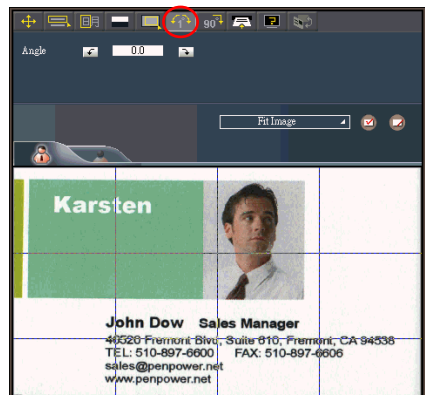 90
Angle 0.0
Fit Image
Karsten
John Dow Sales Manager
46520 Fremont Blvd, Suite 610, Fremont, CA 94538
TEL: 510-897-6600 FAX: 510-897-6606
sales@penpower.net
www.penpower.net